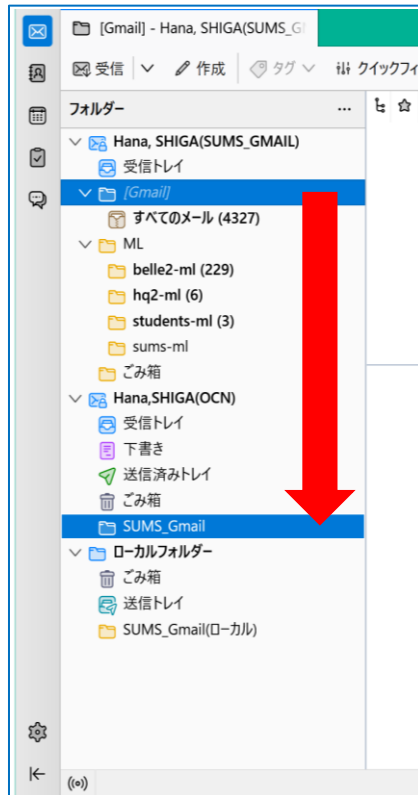 [Gmail] - Hana, SHIGA(SUMS_G
受信 作成 タグ クイックフィ
フォルダー ...
Hana, SHIGA(SUMS_GMAIL)
受信トレイ
[Gmail]
すべてのメール (4327)
ML
belle2-ml (229)
hq2-ml (6)
students-ml (3)
sums-ml
ごみ箱
Hana,SHIGA(OCN)
受信トレイ
下書き
送信済みトレイ
ごみ箱
SUMS_Gmail
ローカルフォルダー
ごみ箱
送信トレイ
SUMS_Gmail(ローカル)